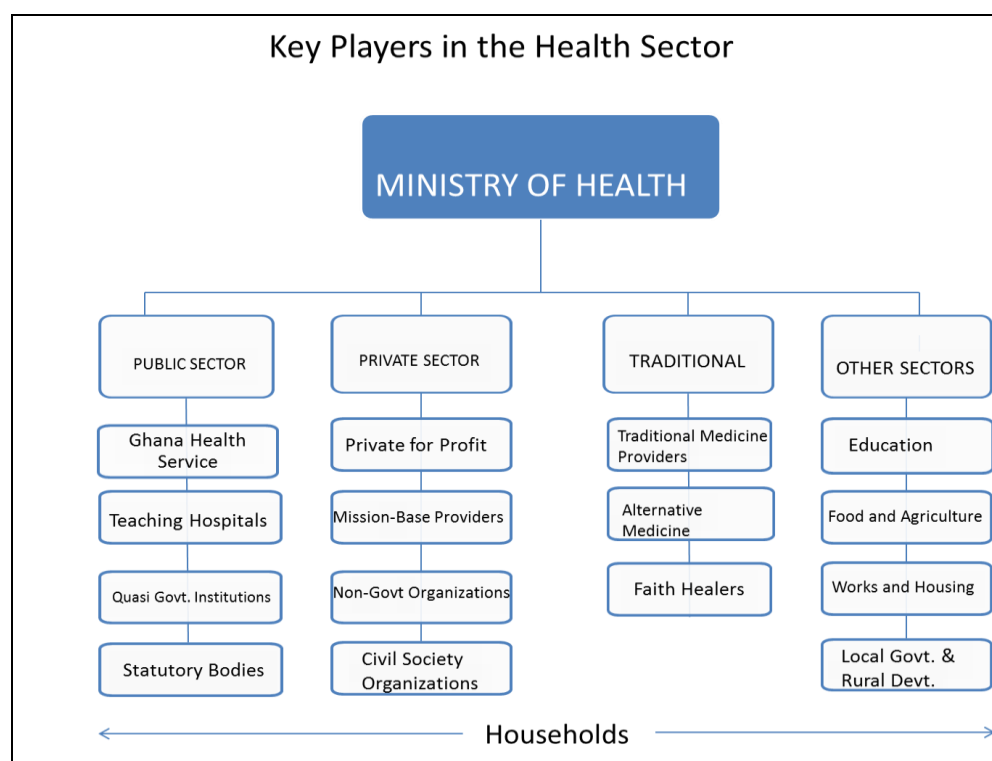 Key Players in the Health Sector
MINISTRY OF HEALTH
PUBLIC SECTOR
Ghana Health
Service
Teaching Hospitals
Quasi Govt. Institutions
Statutory Bodies
PRIVATE SECTOR
Private for Profit
Mission-Base Providers
Non-Govt Organizations
Civil Society
Organizations
TRADITIONAL
Traditional Medicine
Providers
Alternative
Medicine
Faith Healers
OTHER SECTORS
Education
Food and Agriculture
Works and Housing
Local Govt. &
Rural Devt.
Households